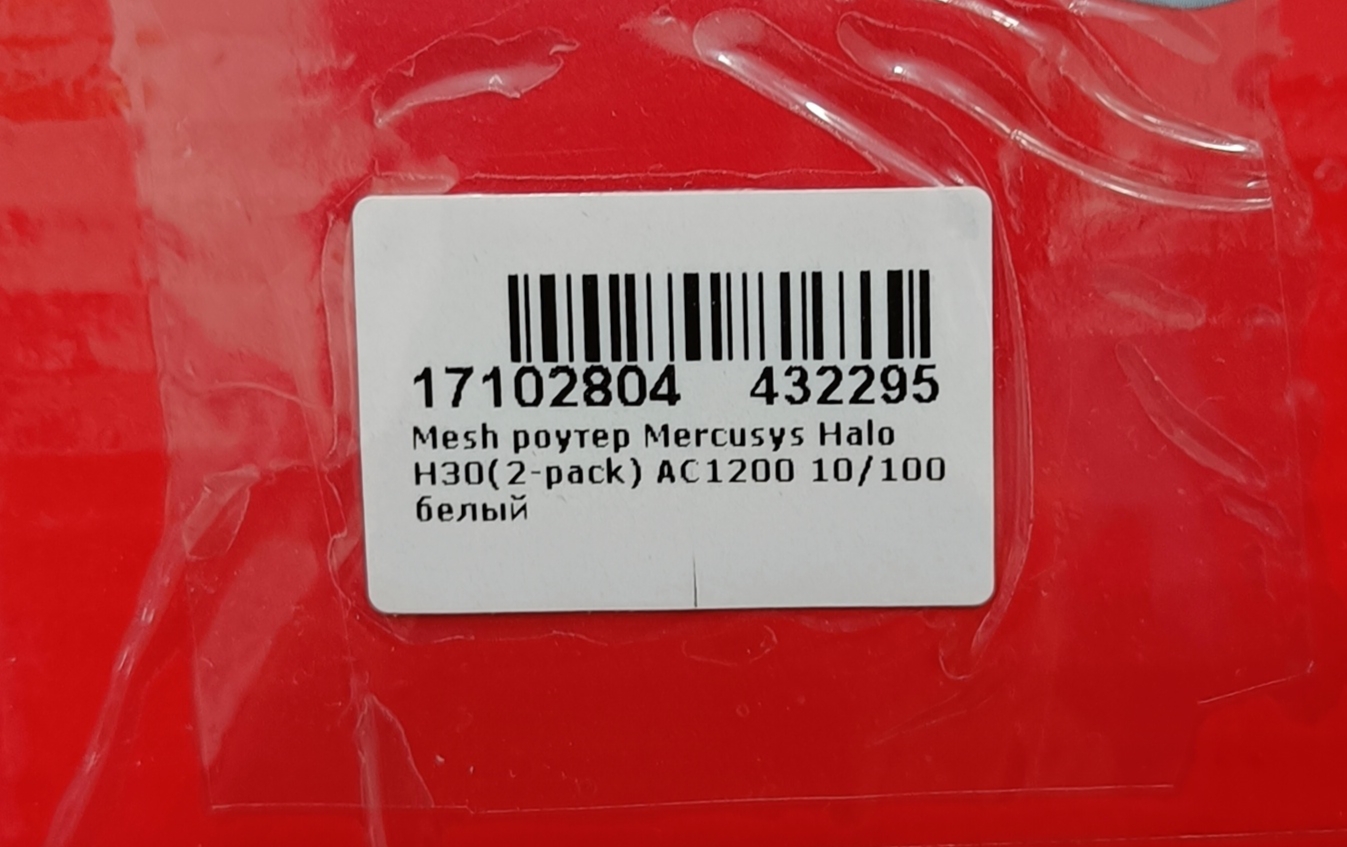 17102804 432295
Mesh роутер Mercusys Halo
H30(2-pack) AC1200 10/100
белый